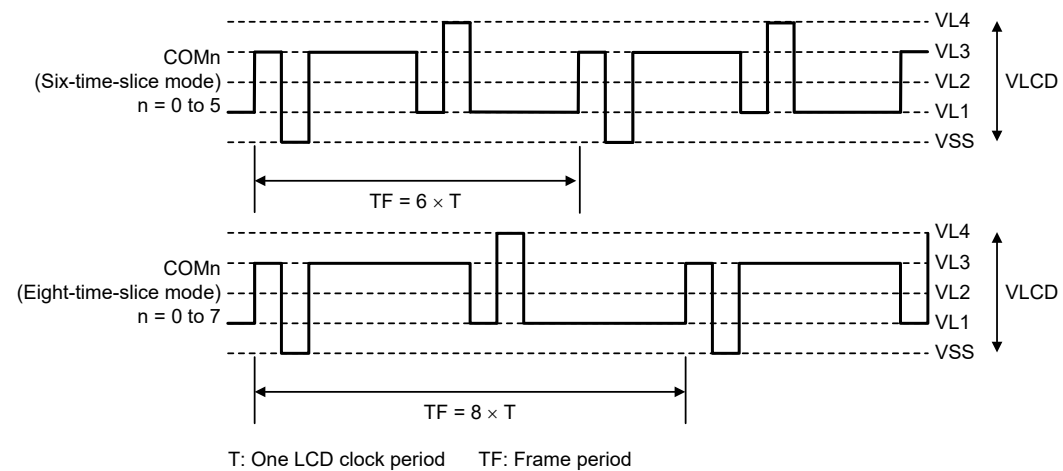 VL4
COMn
(Six-time-slice mode)
n = 0 to 5
VL3
VL2
VL1
VSS
VLCD
TF = 6 × T
VL4
COMn
(Eight-time-slice mode)
n = 0 to 7
VL3
VL2
VL1
VSS
VLCD
TF = 8 × T
T: One LCD clock period TF: Frame period